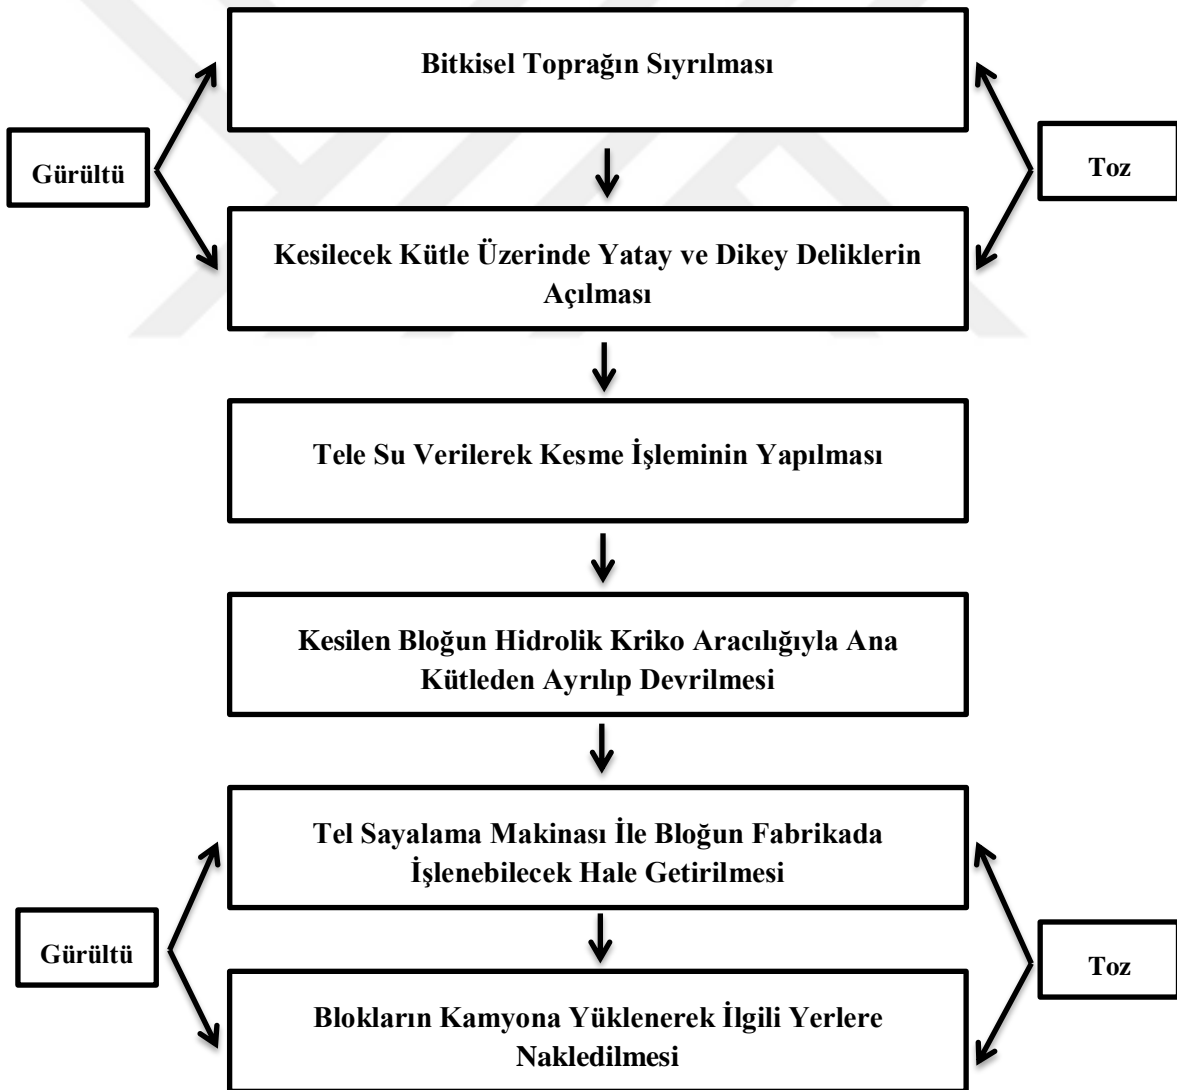 Bitkisel Toprağın Sıyrılması
Gürültü
Toz
Kesilecek Kütle Üzerinde Yatay ve Dikey Deliklerin
Açılması
Tele Su Verilerek Kesme İşleminin Yapılması
Kesilen Bloğun Hidrolik Kriko Aracılığıyla Ana
Kütleden Ayrılıp Devrilmesi
Tel Sayalama Makinası İle Bloğun Fabrikada
İşlenebilecek Hale Getirilmesi
Gürültü
Toz
Blokların Kamyona Yüklenerek İlgili Yerlere
Nakledilmesi